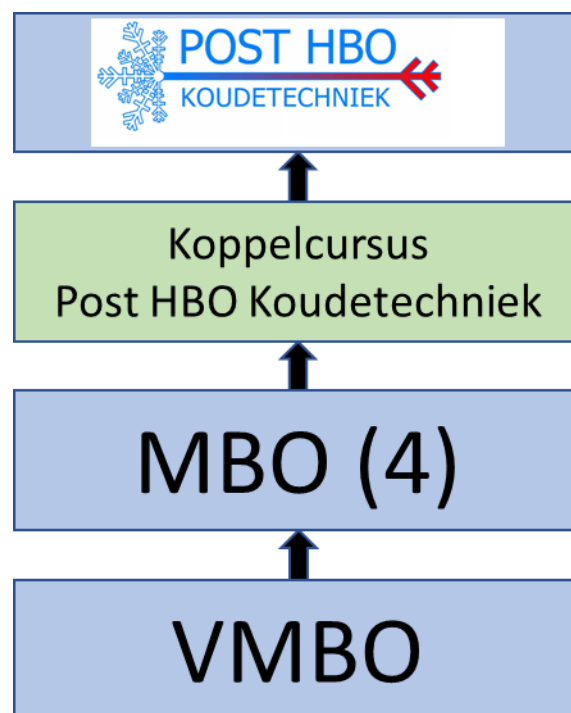 POST HBO
KOUDETECHNIEK
Koppelcursus
Post HBO Koudetechniek
MBO (4)
VMBO